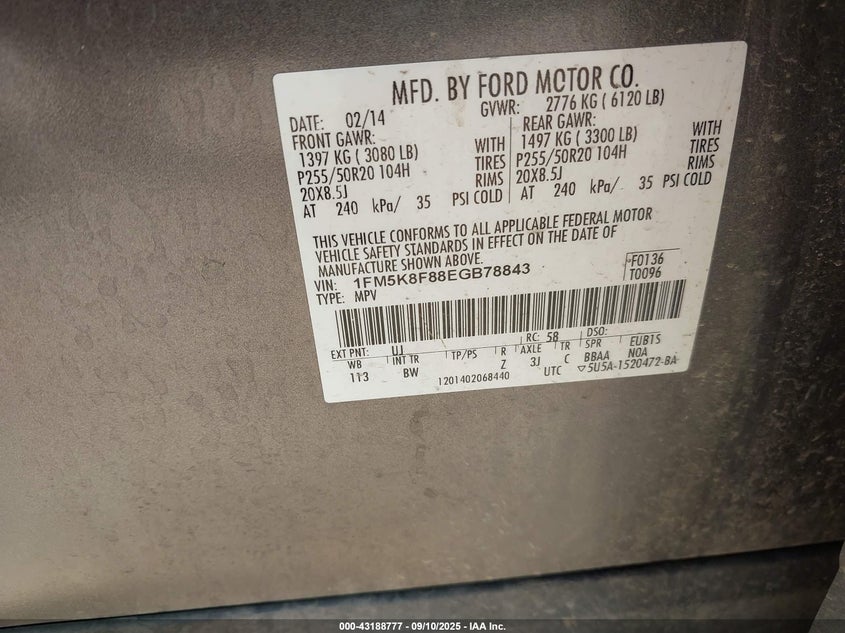 MFD. BY FORD MOTOR CO.
DATE: 02/14 GVWR: 2776 KG ( 6120 LB)
FRONT GAWR: REAR GAWR:
1397 KG ( 3080 LB) WITH 1497 KG ( 3300 LB) WITH
P255/50R20 104H TIRES P255/50R20 104H TIRES
20X8.5J RIMS 20X8.5J RIMS
AT 240 kPa/ 35 PSI COLD AT 240 kPa/ 35 PSI COLD
THIS VEHICLE CONFORMS TO ALL APPLICABLE FEDERAL MOTOR
VEHICLE SAFETY STANDARDS IN EFFECT ON THE DATE OF
MANUFACTURE SHOWN ABOVE.
VIN: 1FM5K8F88EGB78843 F0136
TYPE: MPV T0096
EXT PNT: UJ RC: 58 DSO:
WB INT TR TP/PS R AXLE TR SPR EUB1S
113 BW Z 3J C BBAA NOA
1201402068440 UTC ▽5U5A-1520472-BA
000-43188777 - 09/10/2025 - IAA Inc.